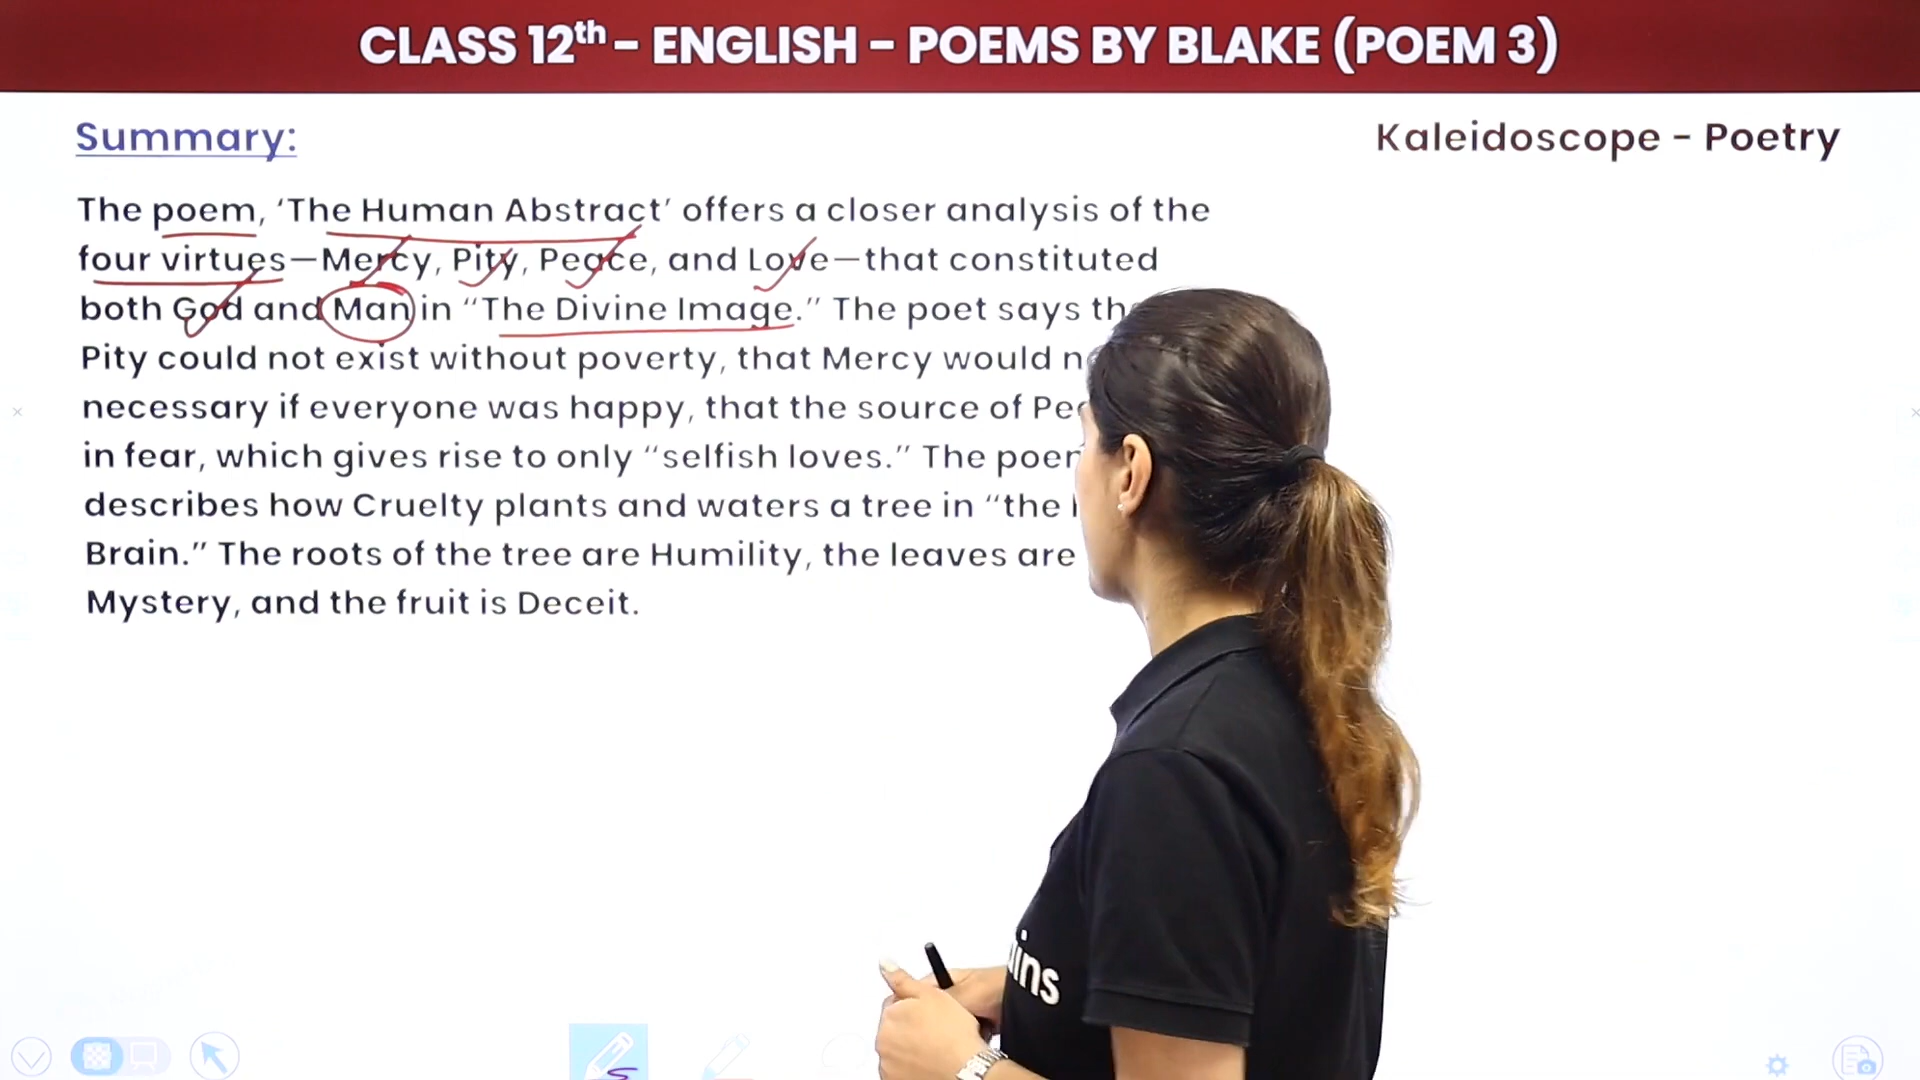 CLASS 12th – ENGLISH – POEMS BY BLAKE (POEM 3)
Summary:
Kaleidoscope – Poetry
The poem, ‘The Human Abstract’ offers a closer analysis of the
four virtues—Mercy, Pity, Peace, and Love—that constituted
both God and Man in “The Divine Image.” The poet says
Pity could not exist without poverty, that Mercy would
necessary if everyone was happy, that the source of
in fear, which gives rise to only “selfish loves.” The
describes how Cruelty plants and waters a tree in “the
Brain.” The roots of the tree are Humility, the leaves are
Mystery, and the fruit is Deceit.